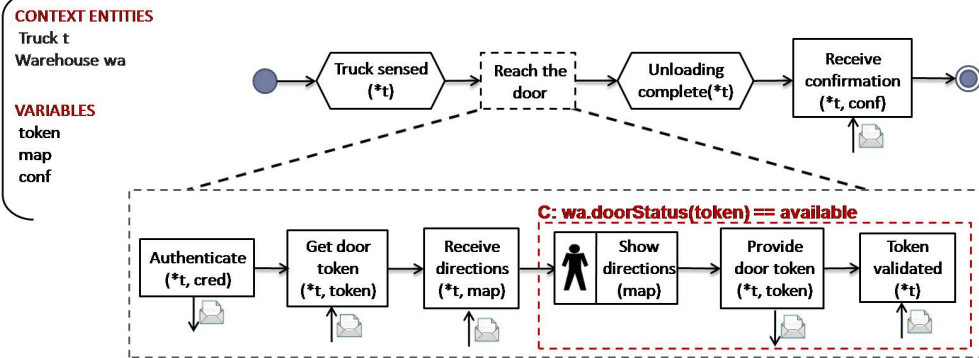 CONTEXT ENTITIES
Truck t
Warehouse wa
VARIABLES
token
map
conf
Truck sensed
(*t)
Reach the
door
Unloading
complete(*t)
Receive
confirmation
(*t, conf)
C: wa.doorStatus(token) == available
Authenticate
(*t, cred)
Get door
token
(*t, token)
Receive
directions
(*t, map)
Show
directions
(map)
Provide
door token
(*t, token)
Token
validated
(*t)